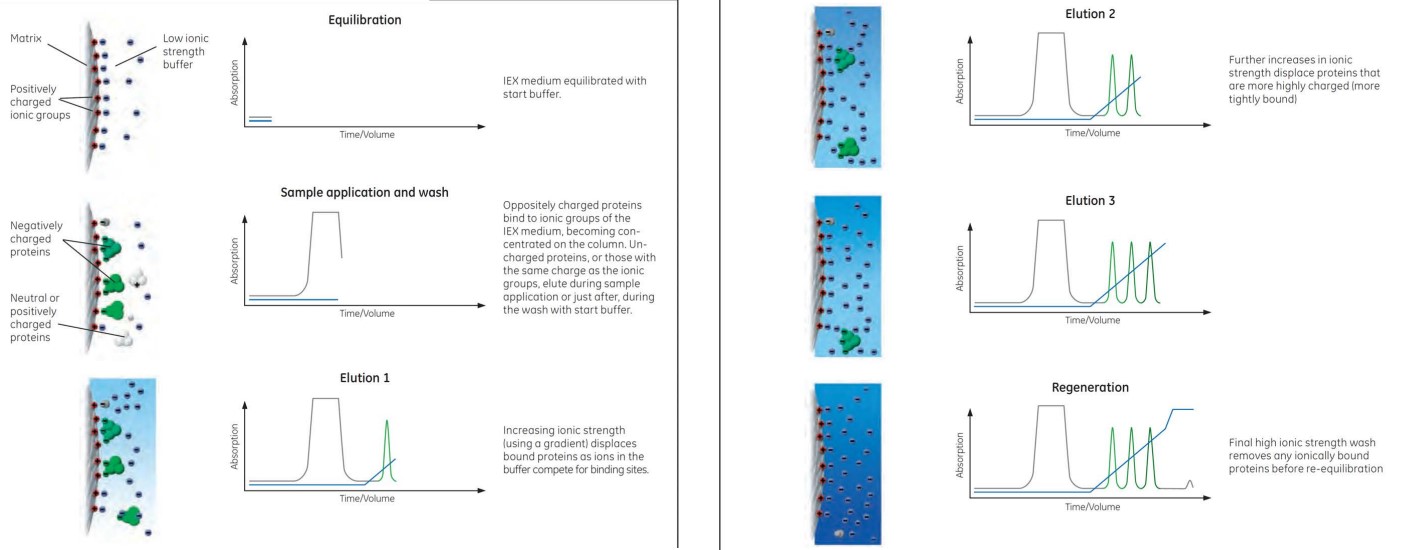 Equilibration
Matrix
Low ionic
strength
buffer
Positively
charged
ionic groups
Absorption
Time/Volume
IEX medium equilibrated with
start buffer.
Sample application and wash
Negatively
charged
proteins
Neutral or
positively
charged
proteins
Absorption
Time/Volume
Oppositely charged proteins
bind to ionic groups of the
IEX medium, becoming con-
centrated on the column. Un-
charged proteins, or those with
the same charge as the ionic
groups, elute during sample
application or just after, during
the wash with start buffer.
Elution 1
Absorption
Time/Volume
Increasing ionic strength
(using a gradient) displaces
bound proteins as ions in the
buffer compete for binding sites.
Elution 2
Absorption
Time/Volume
Further increases in ionic
strength displace proteins that
are more highly charged (more
tightly bound)
Elution 3
Absorption
Time/Volume
Regeneration
Absorption
Time/Volume
Final high ionic strength wash
removes any ionically bound
proteins before re-equilibration